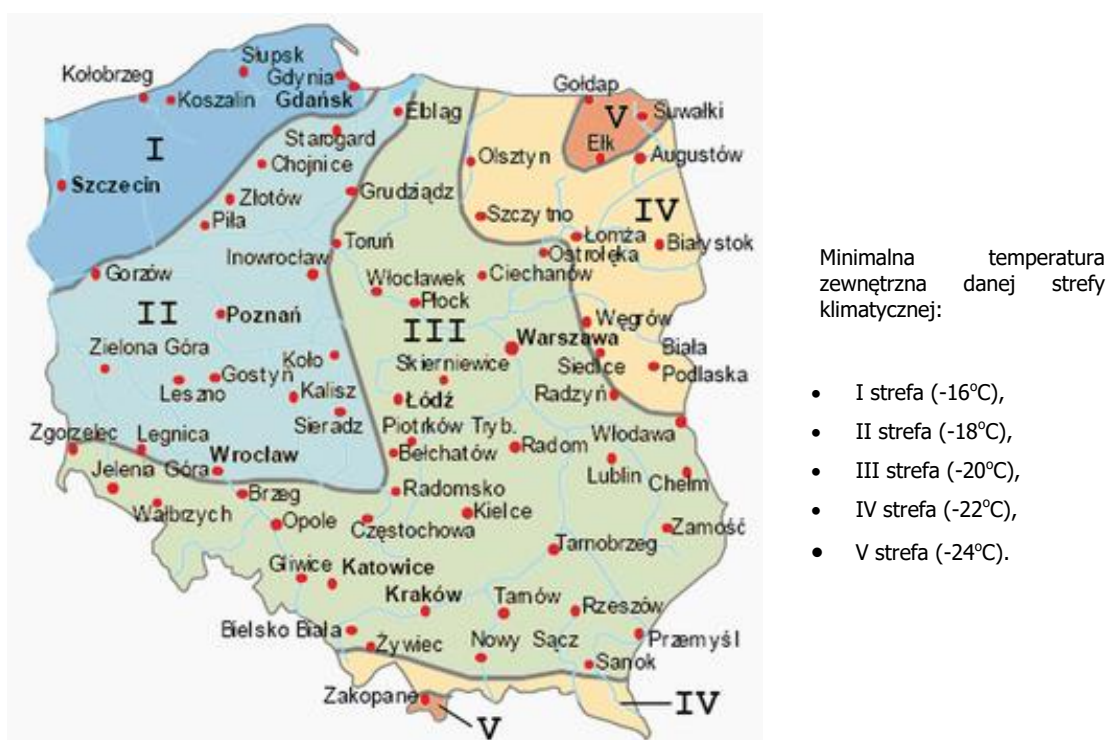 Słupsk
Kołobrzeg
Gdynia
Koszalin
Gdańsk
Elbląg
Gołdap
V
Suwałki
I
Starogard
Ełk
Chojnice
Olsztyn
Augustów
Szczecin
Złotów
Grudziądz
IV
Piła
Szczytno
Łomża
Toruń
Białystok
Inowrocław
Ostrołęka
Gorzów
Włocławek
Ciechanów
Płock
II
Poznań
III
Węgrów
Warszawa
Zielona Góra
Koło
Skierniewice
Siedlce
Biała
Podlaska
Gostyń
Leszno
Kalisz
Łódź
Radzyń
Sieradz
Piotrków Tryb.
Zgorzelec
Legnica
Włodawa
Wrocław
Bełchatów
Radom
Jelena Góra
Lublin
Chełm
Brzeg
Radomsko
Wałbrzych
Opole
Częstochowa
Kielce
Zamość
Tarnobrzeg
Gliwice
Katowice
Kraków
Tarnów
Rzeszów
Bielsko Biała
Żywiec
Nowy Sącz
Przemyśl
Sanok
Zakopane
V
IV
Minimalna temperatura
zewnętrzna danej strefy
klimatycznej:
• I strefa (-16°C),
• II strefa (-18°C),
• III strefa (-20°C),
• IV strefa (-22°C),
• V strefa (-24°C).